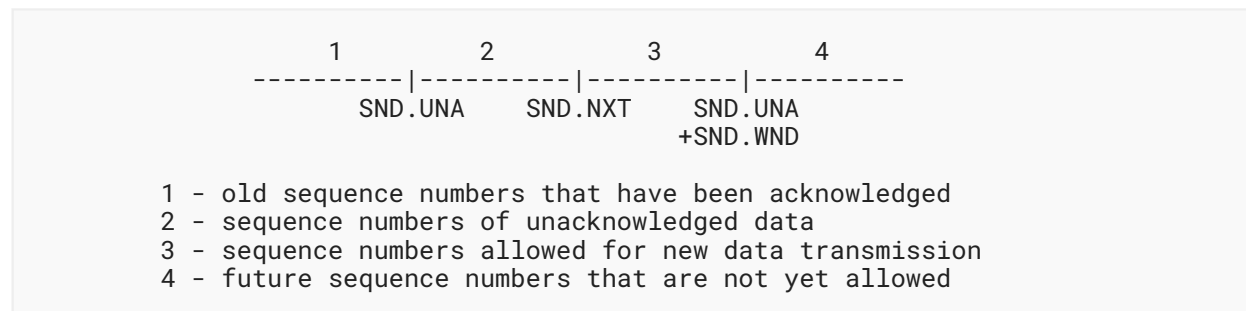 1 2 3 4
----------|----------|----------|----------
SND.UNA SND.NXT SND.UNA
+SND.WND
1 - old sequence numbers that have been acknowledged
2 - sequence numbers of unacknowledged data
3 - sequence numbers allowed for new data transmission
4 - future sequence numbers that are not yet allowed